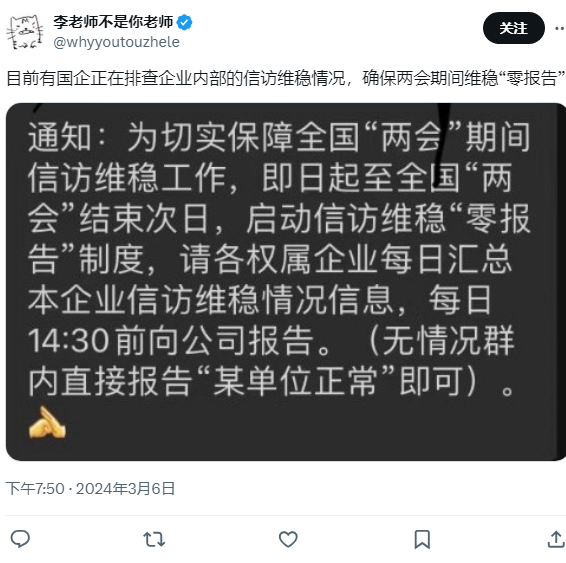 李老师不是你老师
@whyyoutouzhele
关注
目前有国企正在排查企业内部的信访维稳情况，确保两会期间维稳“零报告”
通知：为切实保障全国“两会”期间
信访维稳工作，即日起至全国“两
会”结束次日，启动信访维稳“零报
告”制度，请各权属企业每日汇总
本企业信访维稳情况信息，每日
14:30前向公司报告。（无情况群
内直接报告“某单位正常”即可）。
下午7:50 · 2024年3月6日